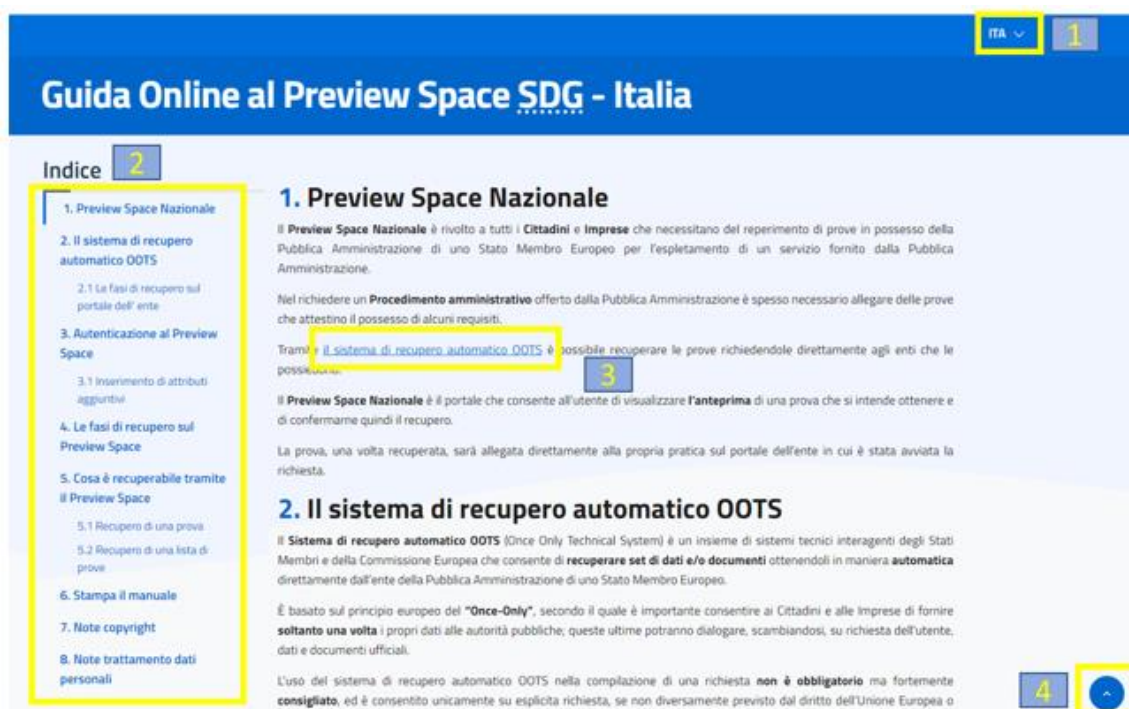 ITA
1
Guida Online al Preview Space SDG - Italia
Indice
2
1. Preview Space Nazionale
2. Il sistema di recupero
automatico OOTS
2.1 Le fasi di recupero sul
portale dell' ente
3. Autenticazione al Preview
Space
3.1 Inserimento di attributi
aggiuntivi
4. Le fasi di recupero sul
Preview Space
5. Cosa è recuperabile tramite
il Preview Space
5.1 Recupero di una prova
5.2 Recupero di una lista di
prove
6. Stampa il manuale
7. Note copyright
8. Note trattamento dati
personali
1. Preview Space Nazionale
Il Preview Space Nazionale è rivolto a tutti i Cittadini e Imprese che necessitano del reperimento di prove in possesso della
Pubblica Amministrazione di uno Stato Membro Europeo per l'espletamento di un servizio fornito dalla Pubblica
Amministrazione.
Nel richiedere un Procedimento amministrativo offerto dalla Pubblica Amministrazione è spesso necessario allegare delle prove
che attestino il possesso di alcuni requisiti.
Tramite il sistema di recupero automatico OOTS è possibile recuperare le prove richiedendole direttamente agli enti che le
possiedono.
3
Il Preview Space Nazionale è il portale che consente all'utente di visualizzare l'anteprima di una prova che si intende ottenere e
di confermarne quindi il recupero.
La prova, una volta recuperata, sarà allegata direttamente alla propria pratica sul portale dell'ente in cui è stata avviata la
richiesta.
2. Il sistema di recupero automatico OOTS
Il Sistema di recupero automatico OOTS (Once Only Technical System) è un insieme di sistemi tecnici interagenti degli Stati
Membri e della Commissione Europea che consente di recuperare set di dati e/o documenti ottenendoli in maniera automatica
direttamente dall'ente della Pubblica Amministrazione di uno Stato Membro Europeo.
È basato sul principio europeo del "Once-Only", secondo il quale è importante consentire ai Cittadini e alle Imprese di fornire
soltanto una volta i propri dati alle autorità pubbliche; queste ultime potranno dialogare, scambiandosi, su richiesta dell'utente,
dati e documenti ufficiali.
L'uso del sistema di recupero automatico OOTS nella compilazione di una richiesta non è obbligatorio ma fortemente
consigliato, ed è consentito unicamente su esplicita richiesta, se non diversamente previsto dal diritto dell'Unione Europea o
4